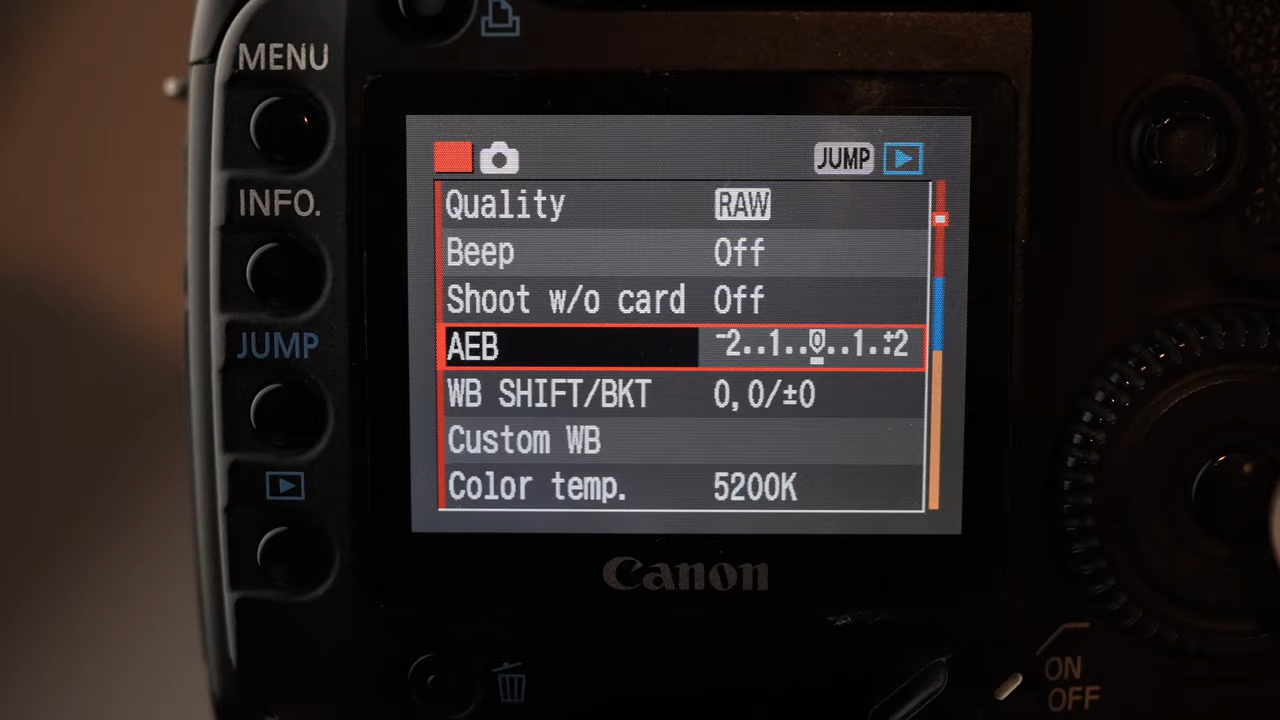 MENU
INFO.
JUMP
JUMP
Quality RAW
Beep Off
Shoot w/o card Off
AEB -2..1..0..1..+2
WB SHIFT/BKT 0,0/±0
Custom WB
Color temp. 5200K
Canon
ON
OFF